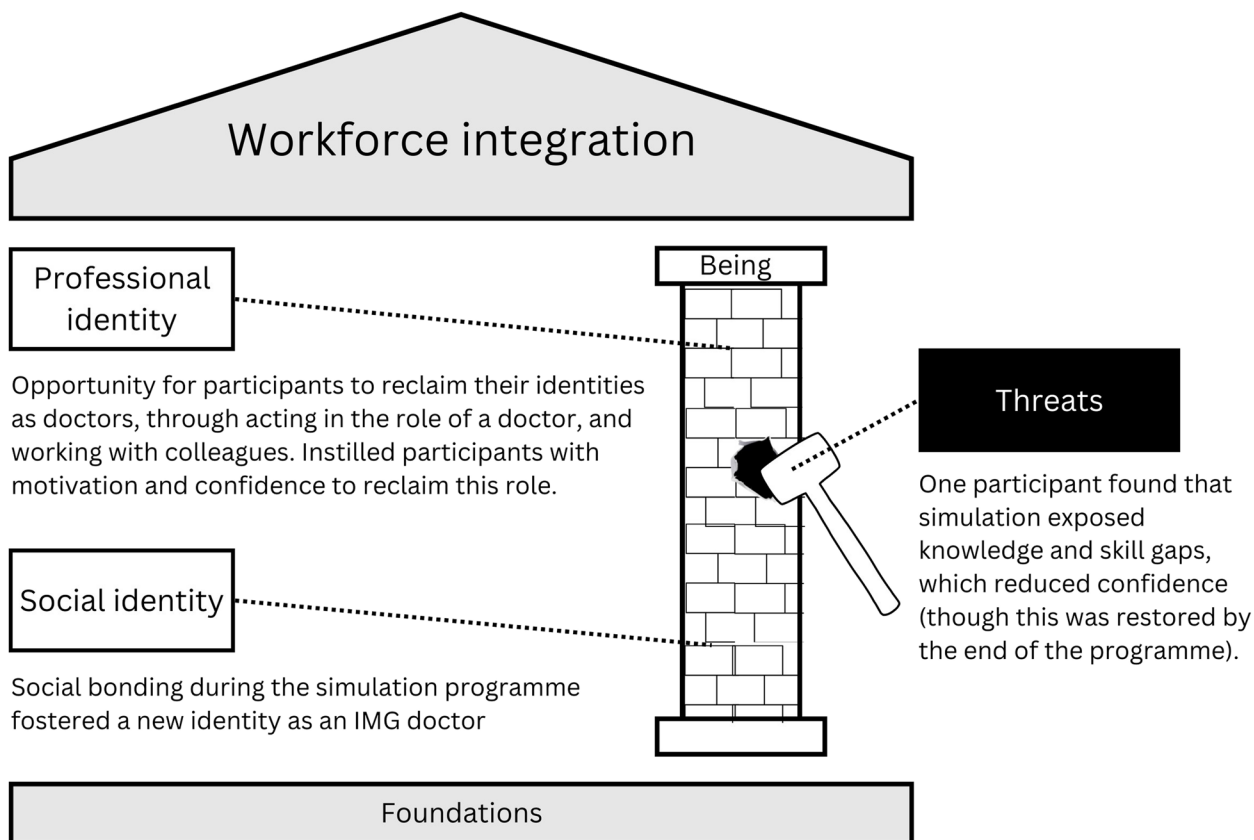 Workforce integration
Professional
identity
Being
Opportunity for participants to reclaim their identities
as doctors, through acting in the role of a doctor, and
working with colleagues. Instilled participants with
motivation and confidence to reclaim this role.
Threats
One participant found that
simulation exposed
knowledge and skill gaps,
which reduced confidence
(though this was restored by
the end of the programme).
Social identity
Social bonding during the simulation programme
fostered a new identity as an IMG doctor
Foundations